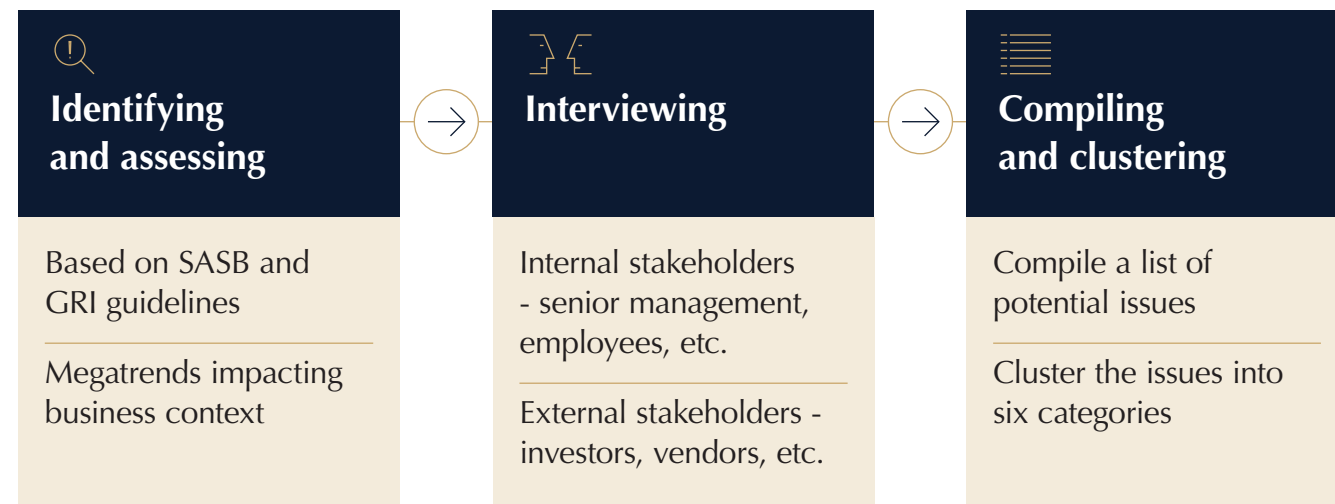 Identifying
and assessing
Based on SASB and
GRI guidelines
Megatrends impacting
business context
Interviewing
Internal stakeholders
- senior management,
employees, etc.
External stakeholders -
investors, vendors, etc.
Compiling
and clustering
Compile a list of
potential issues
Cluster the issues into
six categories